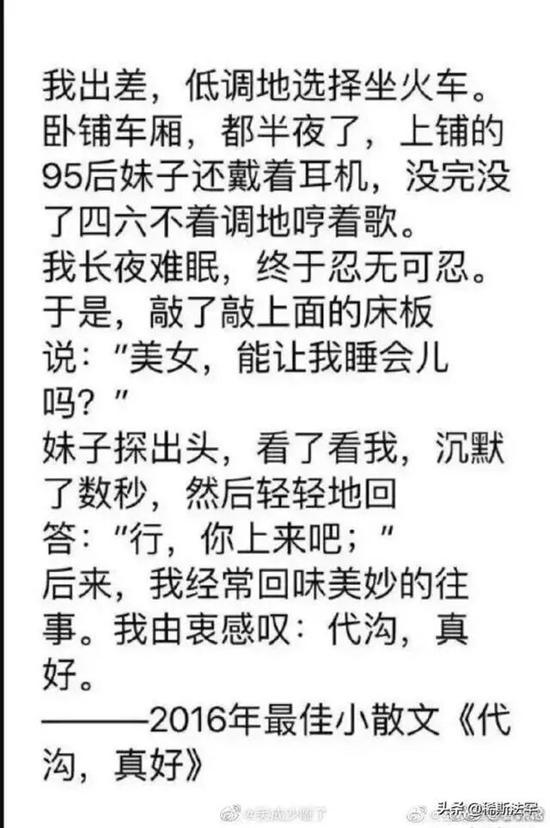 我出差，低调地选择坐火车。
卧铺车厢，都半夜了，上铺的
95后妹子还戴着耳机，没完没
了四六不着调地哼着歌。
我长夜难眠，终于忍无可忍。
于是，敲了敲上面的床板
说："美女，能让我睡会儿
吗？"
妹子探出头，看了看我，沉默
了数秒，然后轻轻地回
答："行，你上来吧；"
后来，我经常回味美妙的往
事。我由衷感叹：代沟，真
好。
———2016年最佳小散文《代
沟，真好》
头条@稀斯法军